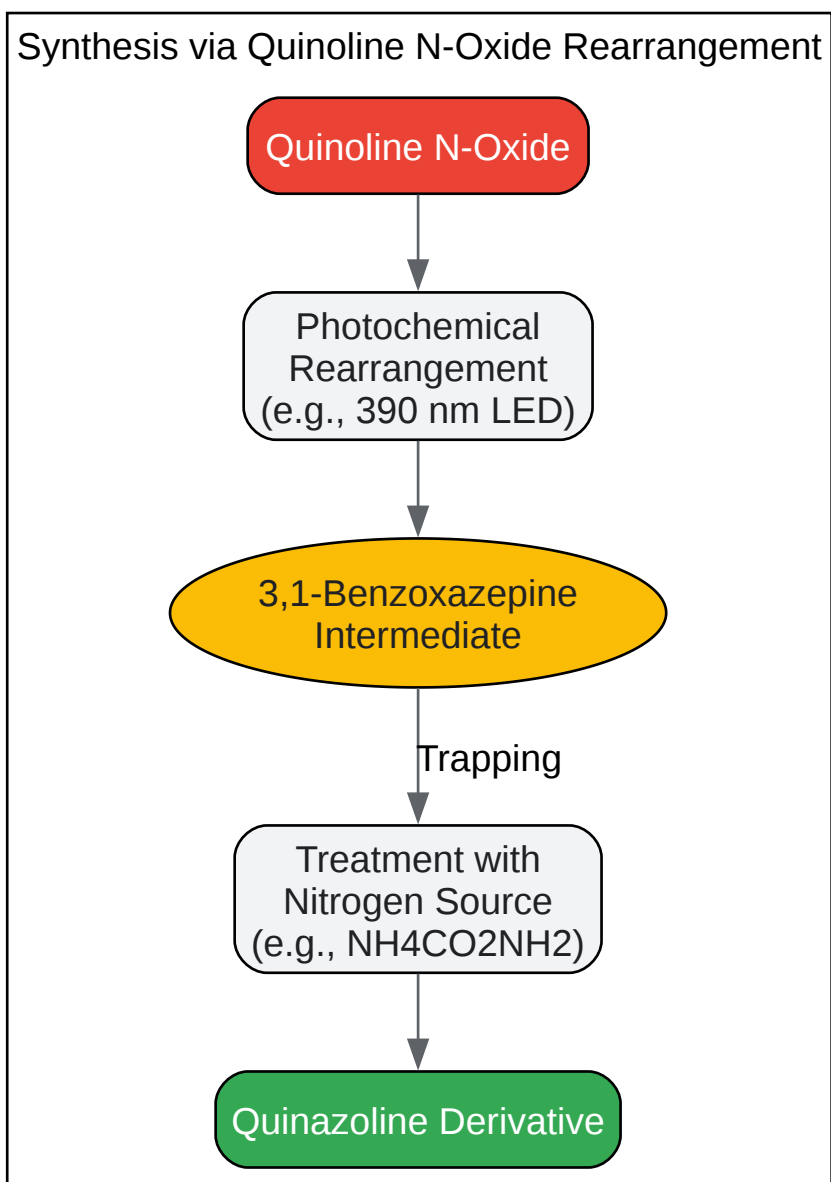 Synthesis via Quinoline N-Oxide Rearrangement
Quinoline N-Oxide
Photochemical
Rearrangement
(e.g., 390 nm LED)
3,1-Benzoxazepine
Intermediate
Trapping
Treatment with
Nitrogen Source
(e.g., NH4CO2NH2)
Quinazoline Derivative